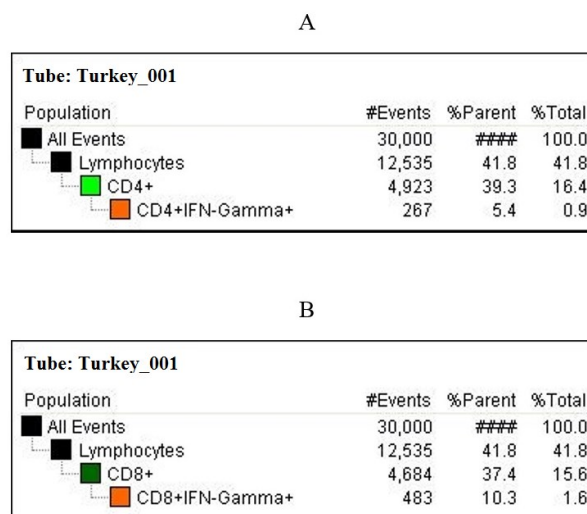 A
Tube: Turkey_001
Population #Events %Parent %Total
All Events 30,000 #### 100.0
Lymphocytes 12,535 41.8 41.8
CD4+ 4,923 39.3 16.4
CD4+IFN-Gamma+ 267 5.4 0.9
B
Tube: Turkey_001
Population #Events %Parent %Total
All Events 30,000 #### 100.0
Lymphocytes 12,535 41.8 41.8
CD8+ 4,684 37.4 15.6
CD8+IFN-Gamma+ 483 10.3 1.6